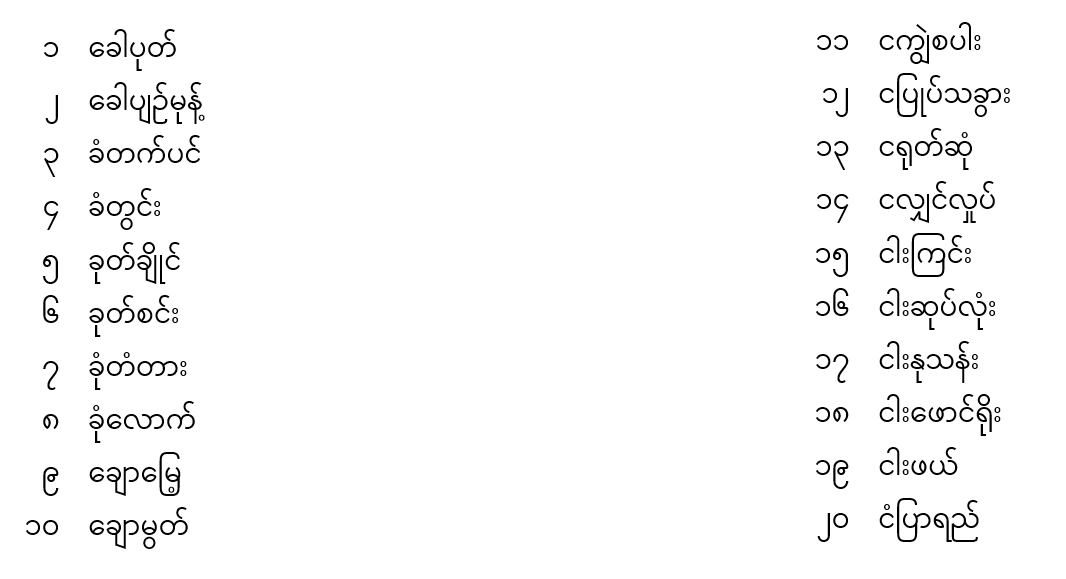 ၁ ခေါပုတ်
၂ ခေါပျဉ်မုန့်
၃ ခံတက်ပင်
၄ ခံတွင်း
၅ ခုတ်ချိုင်
၆ ခုတ်စင်း
၇ ခုံတံတား
၈ ခုံလောက်
၉ ချောမြေ့
၁၀ ချောမွတ်
၁၁ ငကျွဲစပါး
၁၂ ငပြုပ်သခွား
၁၃ ငရုတ်ဆုံ
၁၄ ငလျှင်လှုပ်
၁၅ ငါးကြင်း
၁၆ ငါးဆုပ်လုံး
၁၇ ငါးနုသန်း
၁၈ ငါးဖောင်ရိုး
၁၉ ငါးဖယ်
၂၀ ငံပြာရည်